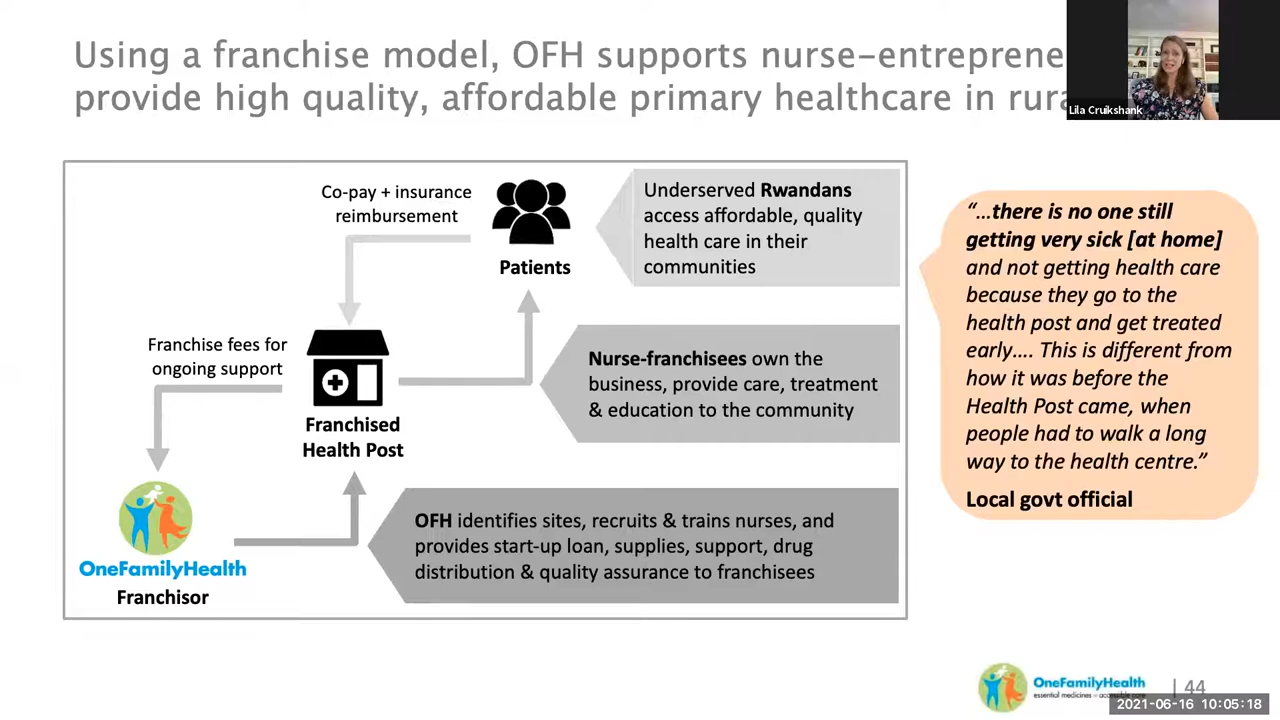 Using a franchise model, OFH supports nurse-entreprene
provide high quality, affordable primary healthcare in rura
Lila Cruikshank
Co-pay + insurance
reimbursement
Patients
Underserved Rwandans
access affordable, quality
health care in their
communities
Franchise fees for
ongoing support
Franchised
Health Post
Nurse-franchisees own the
business, provide care, treatment
& education to the community
OneFamilyHealth
Franchisor
OFH identifies sites, recruits & trains nurses, and
provides start-up loan, supplies, support, drug
distribution & quality assurance to franchisees
“...there is no one still
getting very sick [at home]
and not getting health care
because they go to the
health post and get treated
early.... This is different from
how it was before the
Health Post came, when
people had to walk a long
way to the health centre.”
Local govt official
OneFamilyHealth
essential medicines – accessible care
| 44
2021-06-16 10:05:18